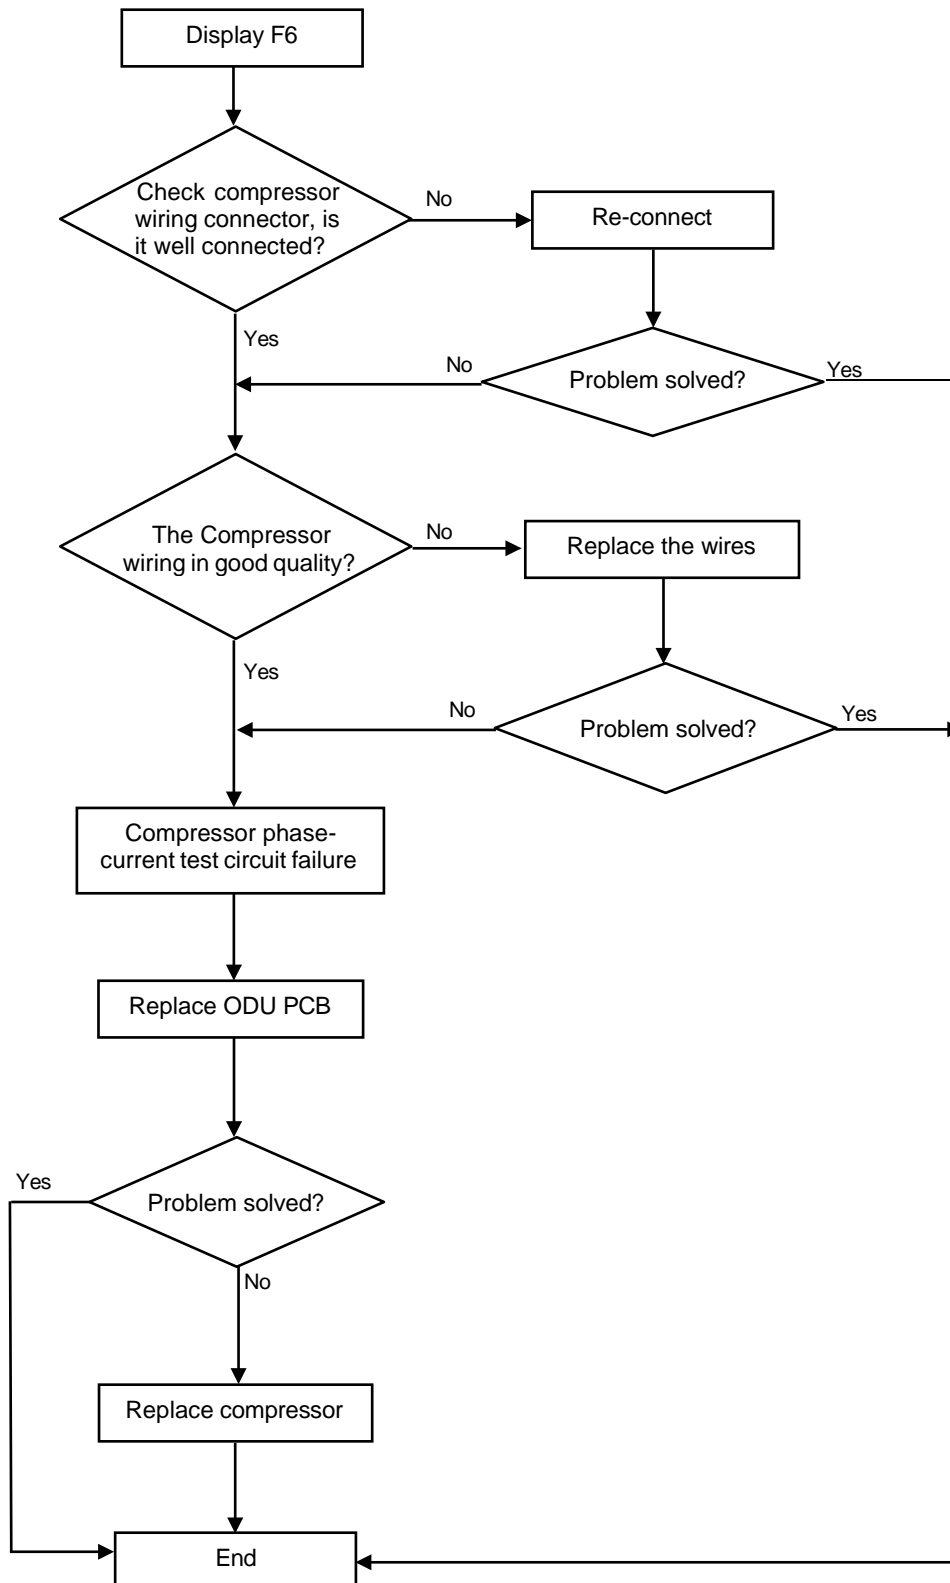 Display F6
Check compressor
wiring connector, is
it well connected?
No
Re-connect
Yes
No
Problem solved?
Yes
The Compressor
wiring in good quality?
No
Replace the wires
Yes
No
Problem solved?
Yes
Compressor phase-
current test circuit failure
Replace ODU PCB
Yes
Problem solved?
No
Replace compressor
End